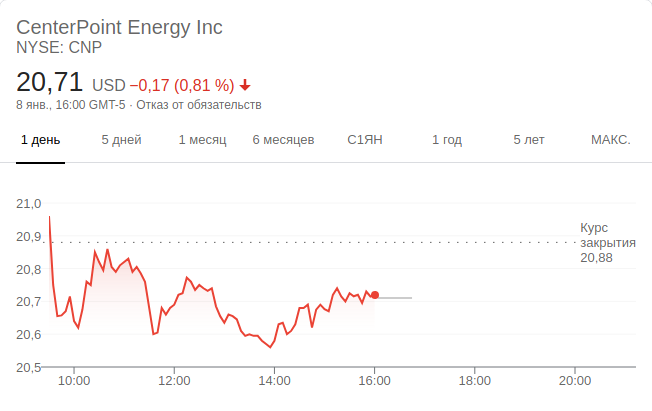 CenterPoint Energy Inc
NYSE: CNP
20,71 USD −0,17 (0,81 %)
8 янв., 16:00 GMT-5 · Отказ от обязательств
1 день 5 дней 1 месяц 6 месяцев С1ЯН 1 год 5 лет МАКС.
21,0
20,9
20,8
20,7
20,6
20,5
Курс
закрытия
20,88
10:00 12:00 14:00 16:00 18:00 20:00